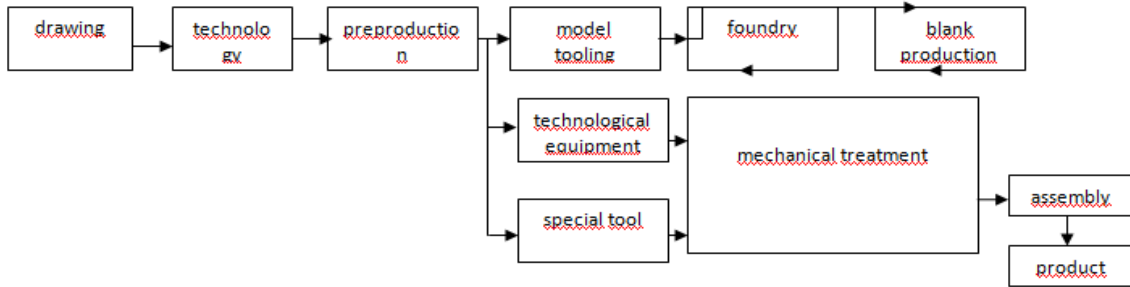 drawing
technolo
gy
preproductio
n
model
tooling
foundry
blank
production
technological
equipment
mechanical treatment
special tool
assembly
product